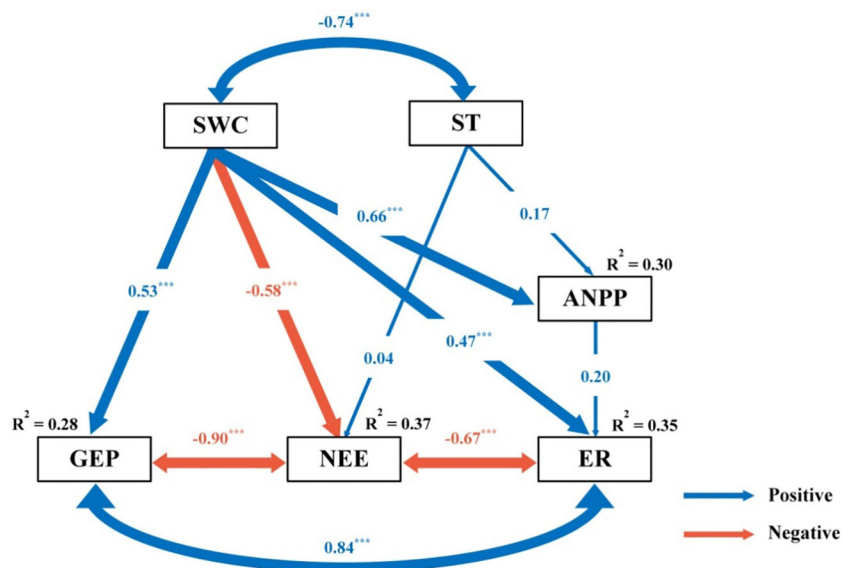 -0.74***
SWC
ST
0.66***
0.17
R² = 0.30
ANPP
0.53***
-0.58***
0.47***
0.04
0.20
R² = 0.28
R² = 0.37
R² = 0.35
-0.90***
-0.67***
GEP
NEE
ER
Positive
Negative
0.84***